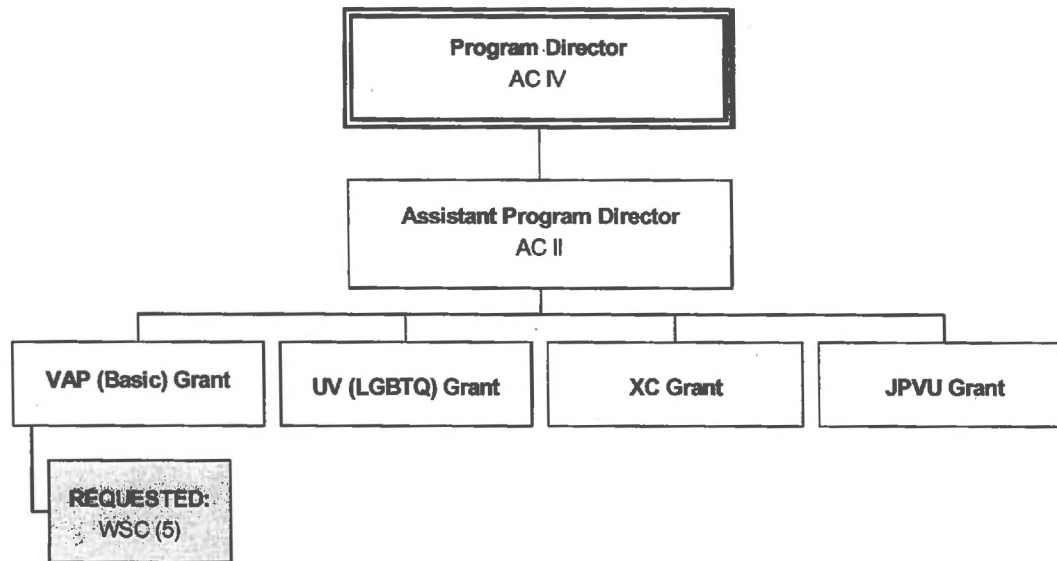 Program Director
AC IV
Assistant Program Director
AC II
VAP (Basic) Grant
UV (LGBTQ) Grant
XC Grant
JPVU Grant
REQUESTED:
WSC (5)